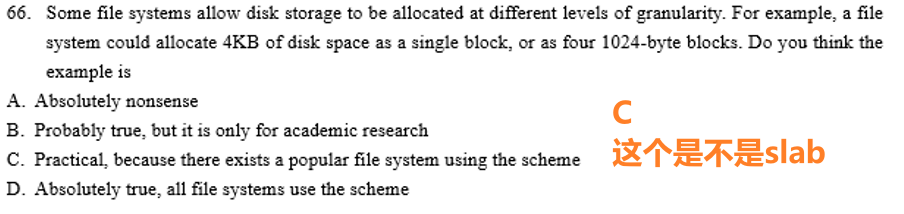 66. Some file systems allow disk storage to be allocated at different levels of granularity. For example, a file
system could allocate 4KB of disk space as a single block, or as four 1024-byte blocks. Do you think the
example is
A. Absolutely nonsense
B. Probably true, but it is only for academic research
C. Practical, because there exists a popular file system using the scheme
D. Absolutely true, all file systems use the scheme
C
这个是不是slab